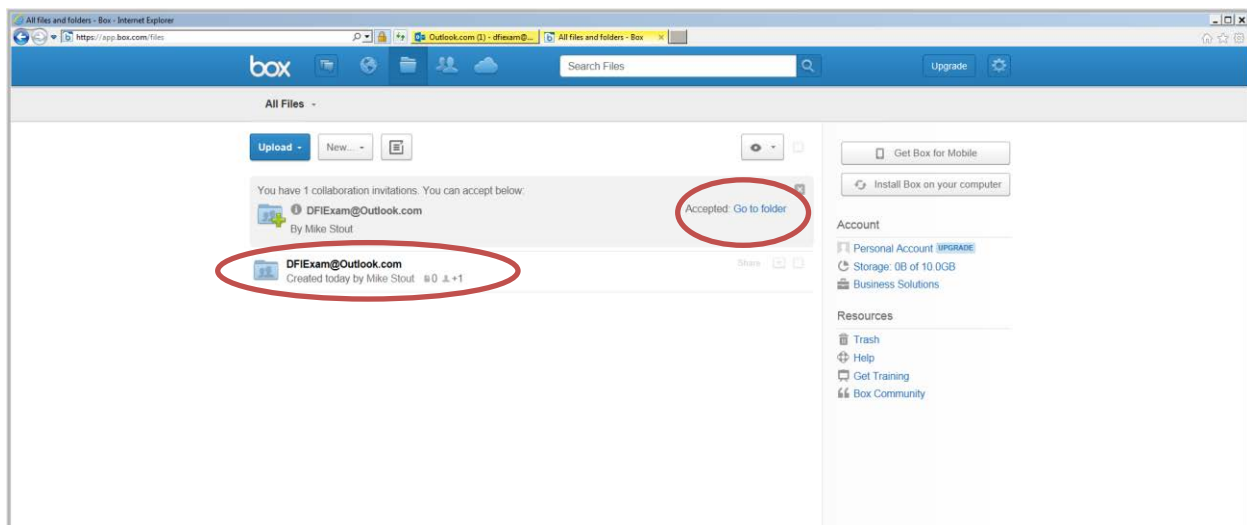 All files and folders - Box - Internet Explorer
https://app.box.com/files
Outlook.com (1) - dfiexam@...
All files and folders - Box
box
Search Files
Upgrade
All Files
Upload
New...
You have 1 collaboration invitations. You can accept below:
DFIExam@Outlook.com
By Mike Stout
Accepted: Go to folder
DFIExam@Outlook.com
Created today by Mike Stout 0 +1
Share
Get Box for Mobile
Install Box on your computer
Account
Personal Account UPGRADE
Storage: 0B of 10.0GB
Business Solutions
Resources
Trash
Help
Get Training
Box Community